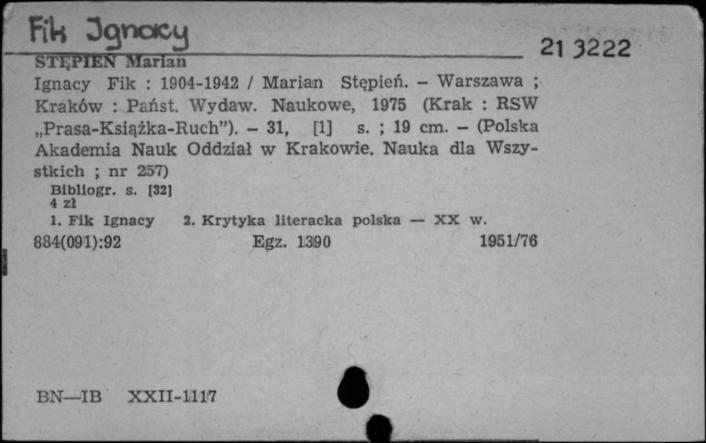 Fik Ignacy
21 3222
STĘPIEŃ Marian
Ignacy Fik : 1904-1942 / Marian Stępień. – Warszawa ;
Kraków : Państ. Wydaw. Naukowe, 1975 (Krak : RSW
„Prasa-Książka-Ruch”). – 31, [1] s. ; 19 cm. – (Polska
Akademia Nauk Oddział w Krakowie. Nauka dla Wszy-
stkich ; nr 257)
Bibliogr. s. [32]
4 zł
1. Fik Ignacy 2. Krytyka literacka polska — XX w.
884(091):92 Egz. 1390 1951/76
BN—IB XXII-1117